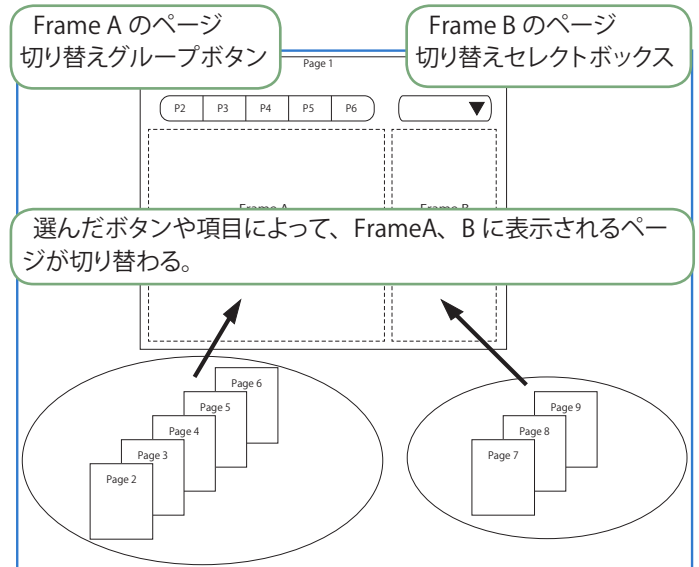 Frame A のページ
切り替えグループボタン
Frame B のページ
切り替えセレクトボックス
Page 1
P2 P3 P4 P5 P6
Frame A
Frame B
選んだボタンや項目によって、FrameA、B に表示されるペー
ジが切り替わる。
Page 6
Page 5
Page 4
Page 3
Page 2
Page 9
Page 8
Page 7